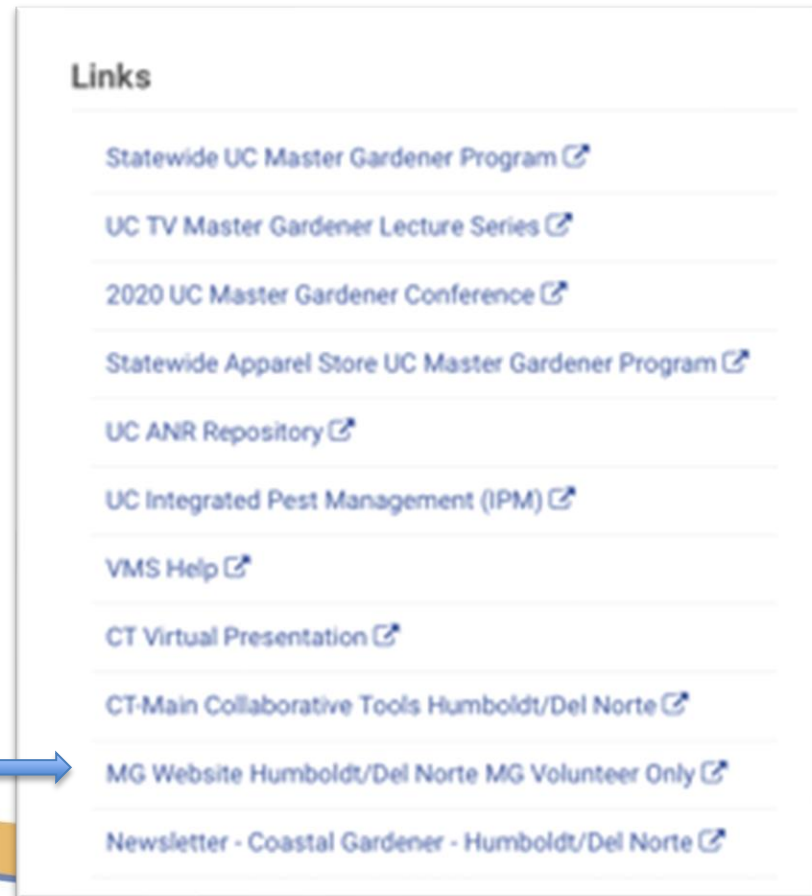 Links
Statewide UC Master Gardener Program
UC TV Master Gardener Lecture Series
2020 UC Master Gardener Conference
Statewide Apparel Store UC Master Gardener Program
UC ANR Repository
UC Integrated Pest Management (IPM)
VMS Help
CT Virtual Presentation
CT-Main Collaborative Tools Humboldt/Del Norte
MG Website Humboldt/Del Norte MG Volunteer Only
Newsletter - Coastal Gardener - Humboldt/Del Norte